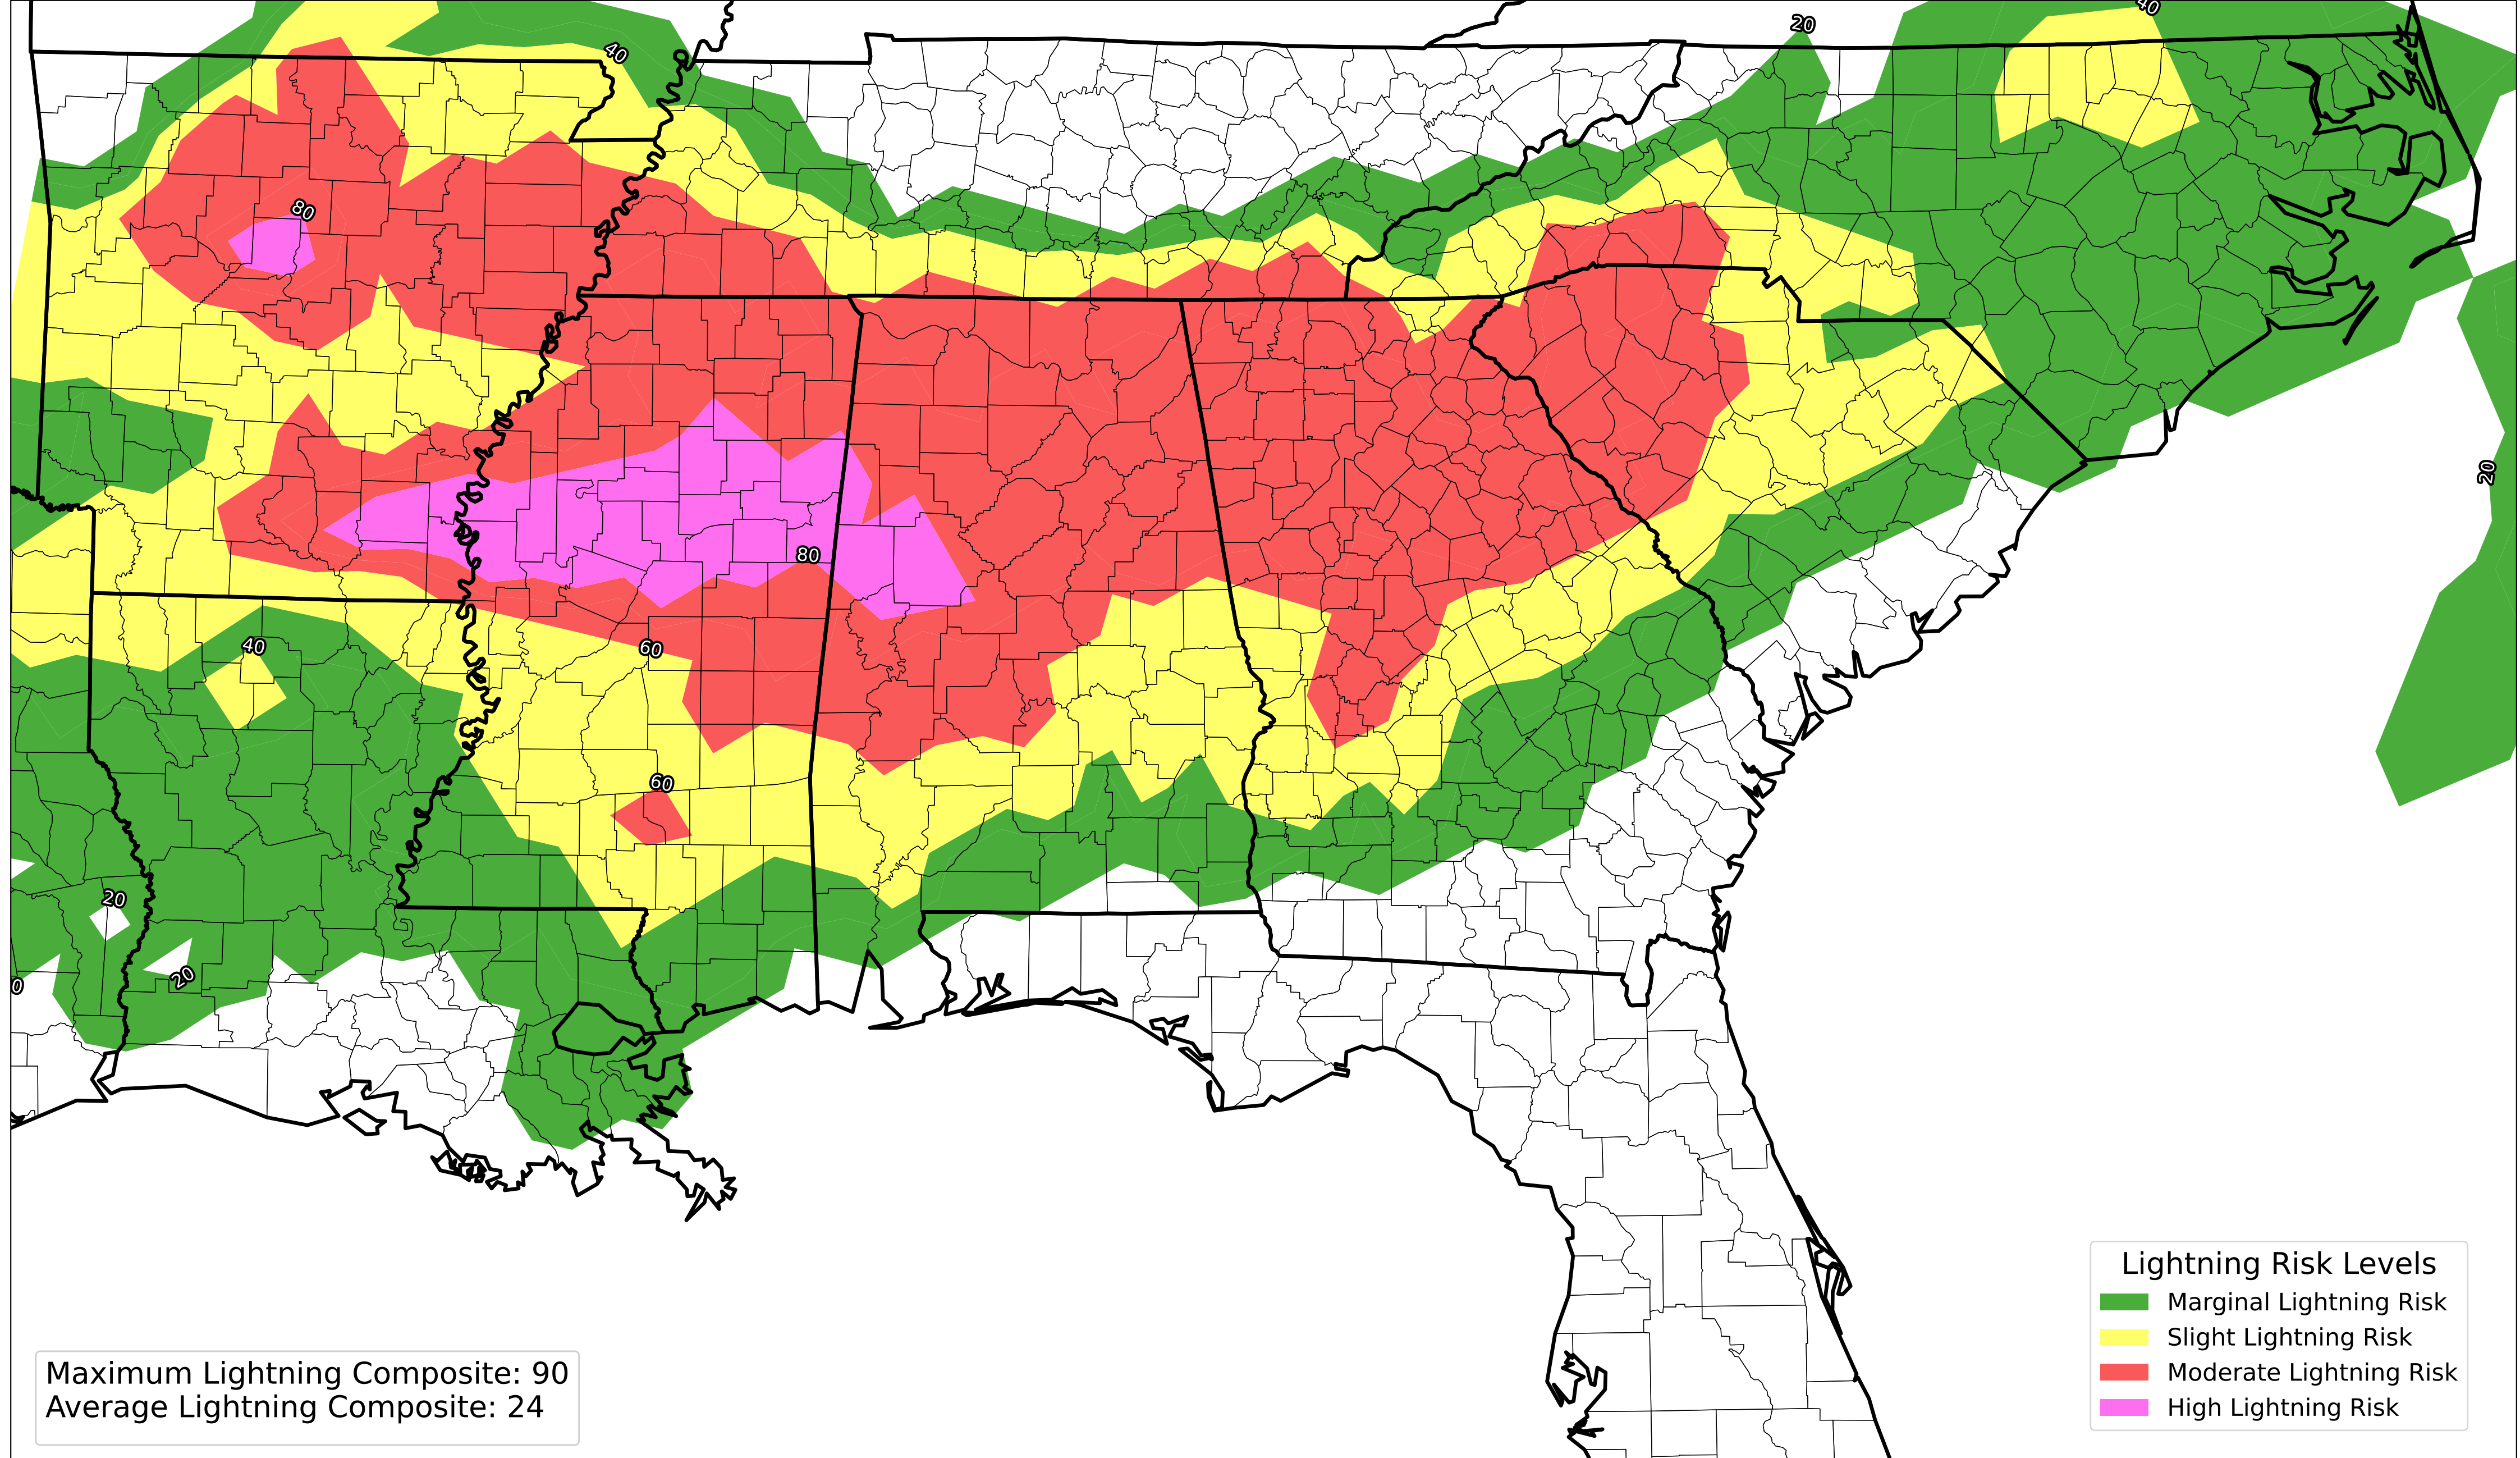 40
20
40
80
20
80
60
40
60
20
20
0
Lightning Risk Levels
Marginal Lightning Risk
Slight Lightning Risk
Moderate Lightning Risk
High Lightning Risk
Maximum Lightning Composite: 90
Average Lightning Composite: 24